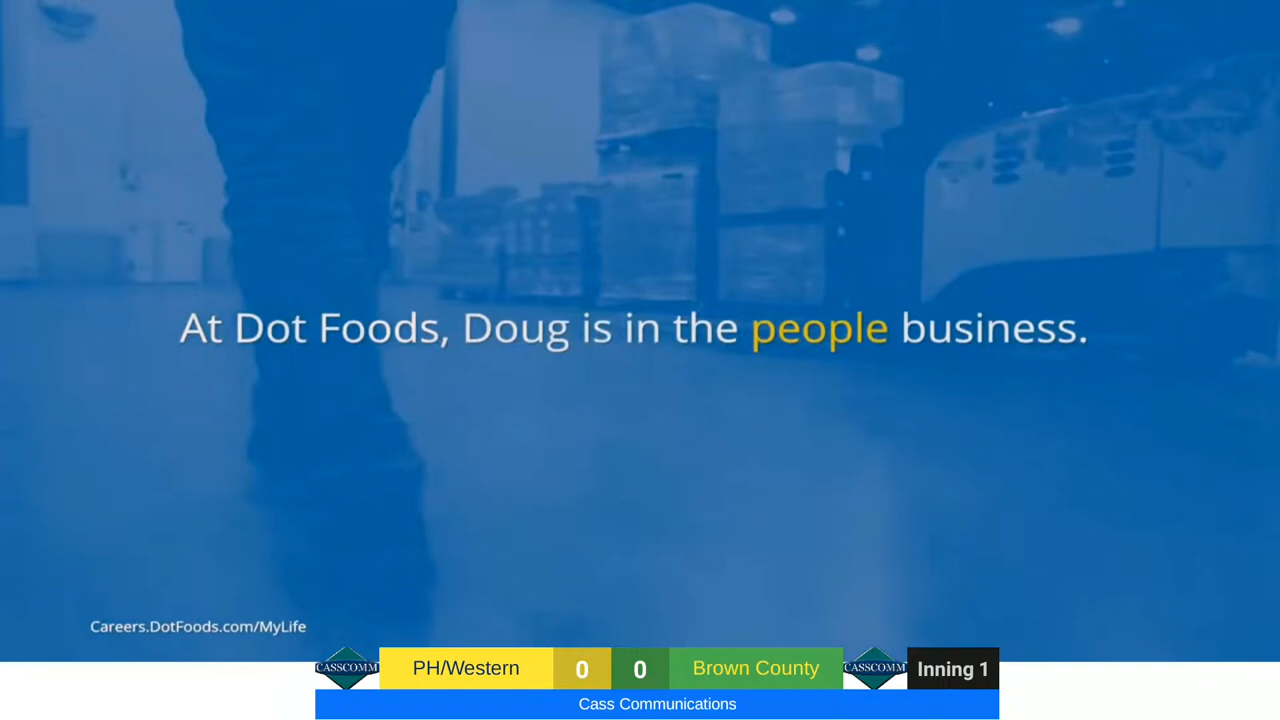 At Dot Foods, Doug is in the people business.
Careers.DotFoods.com/MyLife
CASSCOMM PH/Western 0 0 Brown County CASSCOMM Inning 1
Cass Communications